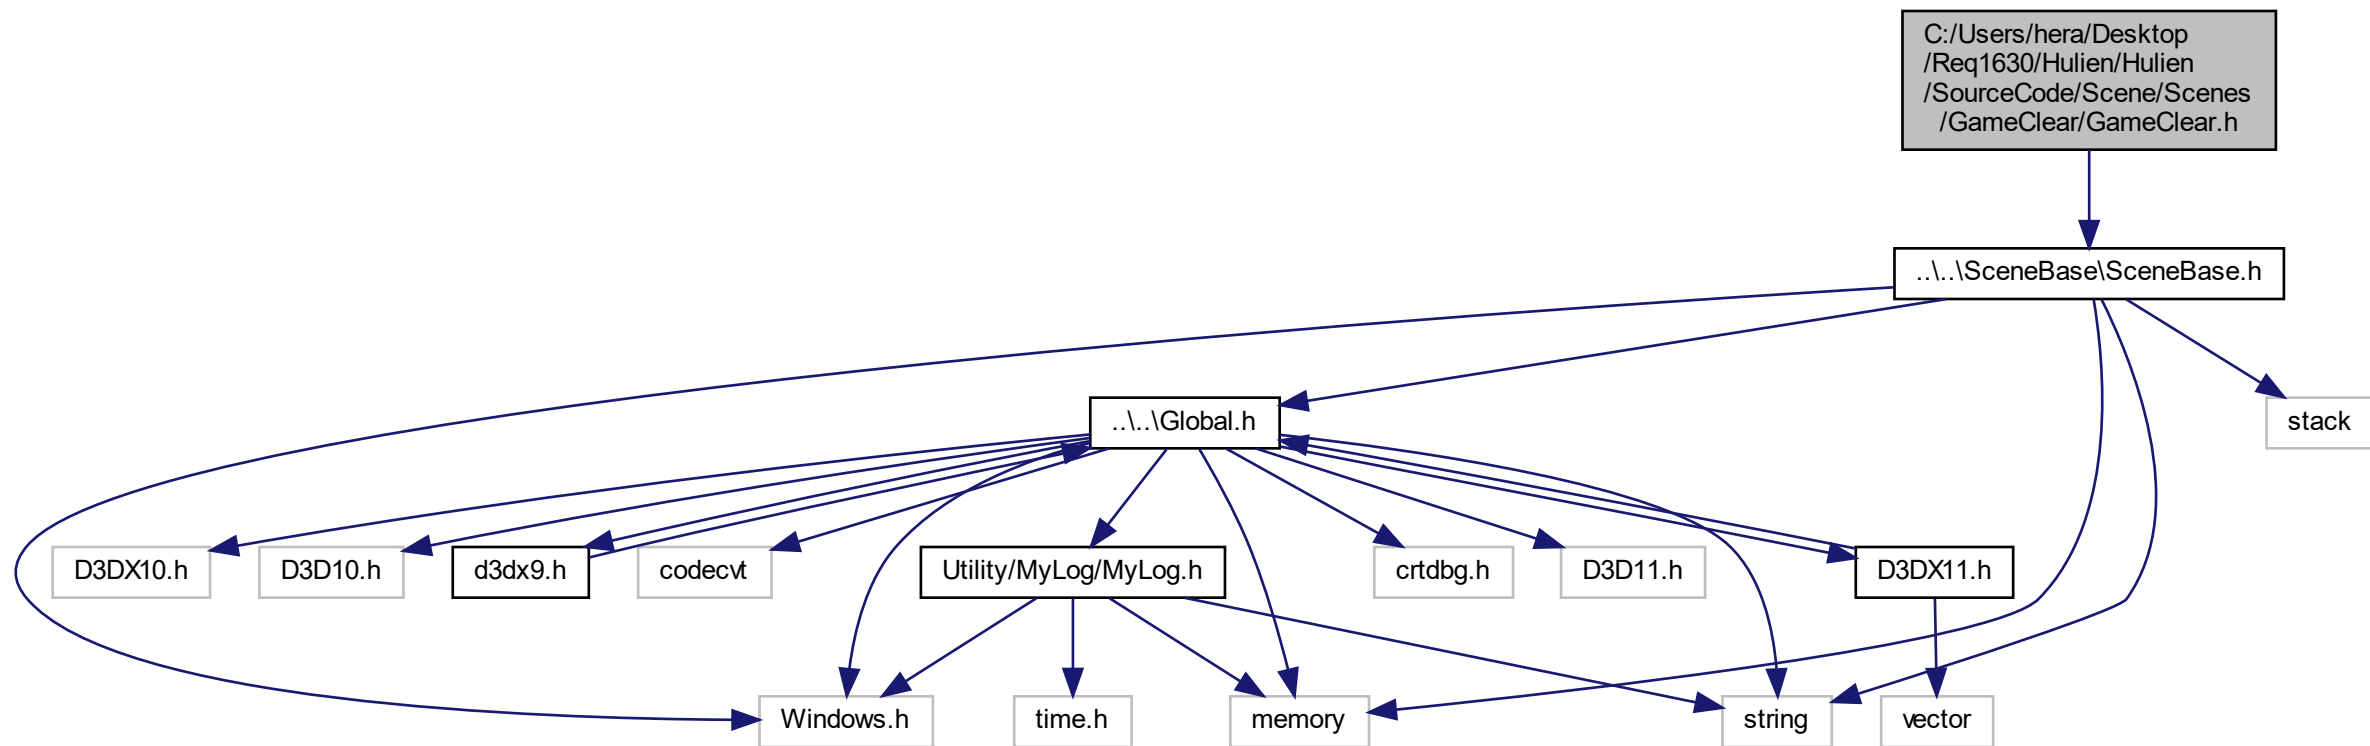 C:/Users/hera/Desktop
/Req1630/Hulien/Hulien
/SourceCode/Scene/Scenes
/GameClear/GameClear.h
..\..\SceneBase\SceneBase.h
..\..\Global.h
stack
D3DX10.h
D3D10.h
d3dx9.h
codecvt
Utility/MyLog/MyLog.h
crtdbg.h
D3D11.h
D3DX11.h
Windows.h
time.h
memory
string
vector